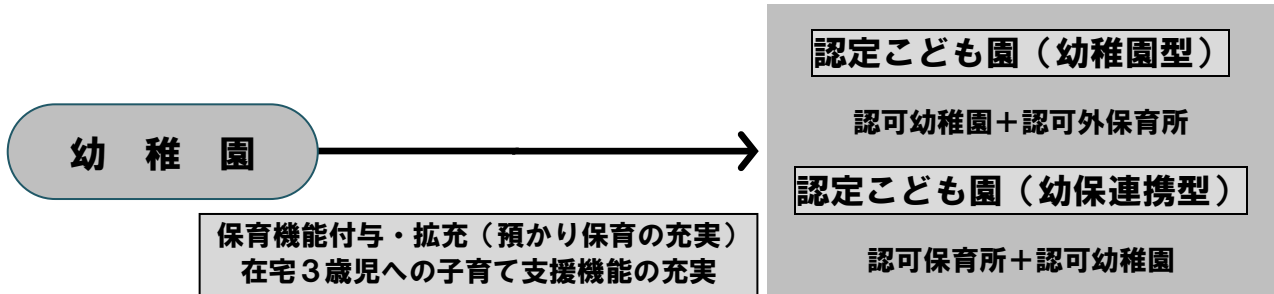 幼 稚 園
保育機能付与・拡充（預かり保育の充実）
在宅３歳児への子育て支援機能の充実
認定こども園（幼稚園型）
認可幼稚園＋認可外保育所
認定こども園（幼保連携型）
認可保育所＋認可幼稚園